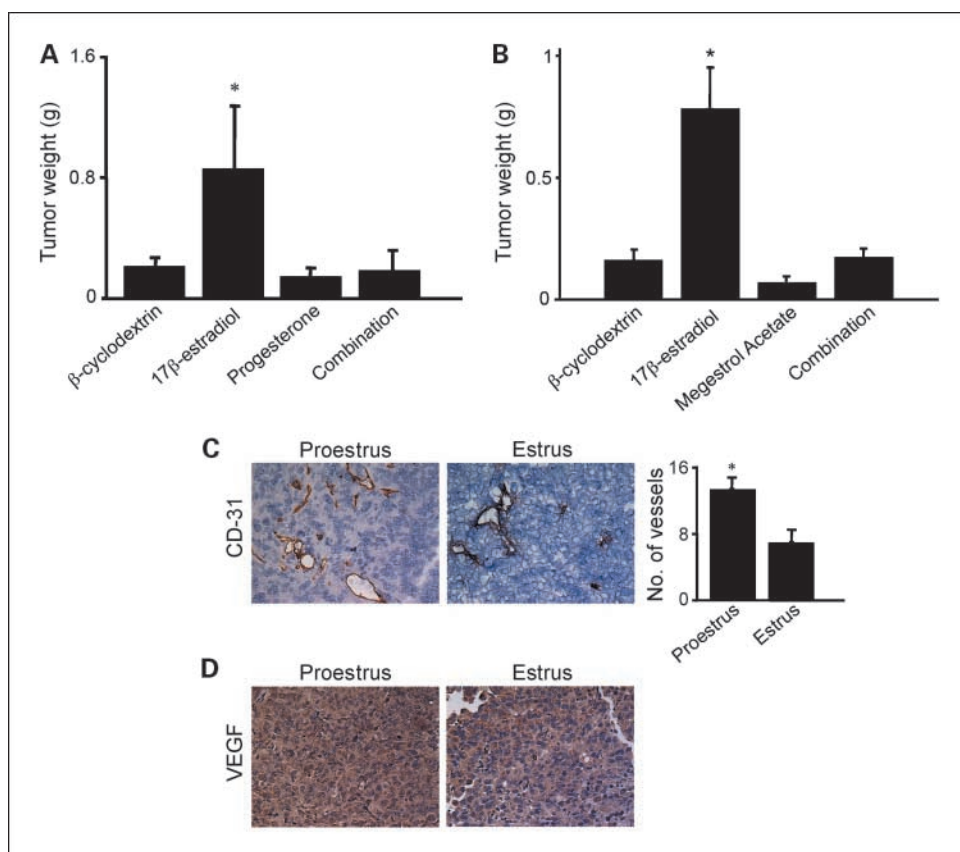 A
Tumor weight (g)
1.6
0.8
0
*
β-cyclodextrin
17β-estradiol
Progesterone
Combination
B
Tumor weight (g)
1
0.5
0
*
β-cyclodextrin
17β-estradiol
Megestrol Acetate
Combination
C
Proestrus
Estrus
CD-31
No. of vessels
16
8
0
*
Proestrus
Estrus
D
Proestrus
Estrus
VEGF